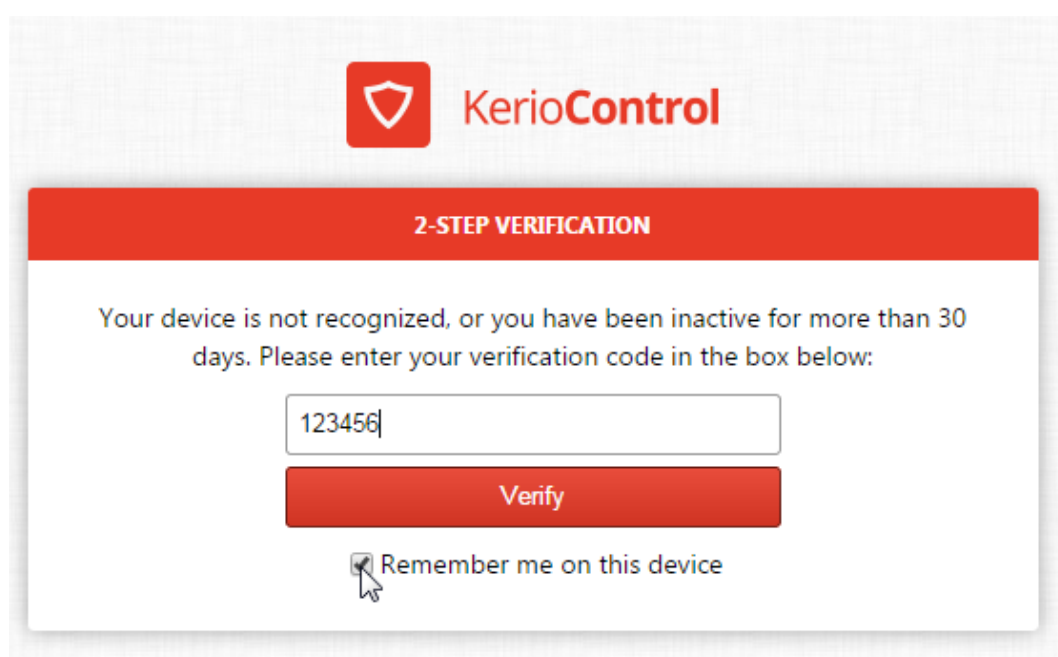 KerioControl
2-STEP VERIFICATION
Your device is not recognized, or you have been inactive for more than 30
days. Please enter your verification code in the box below:
123456
Verify
Remember me on this device